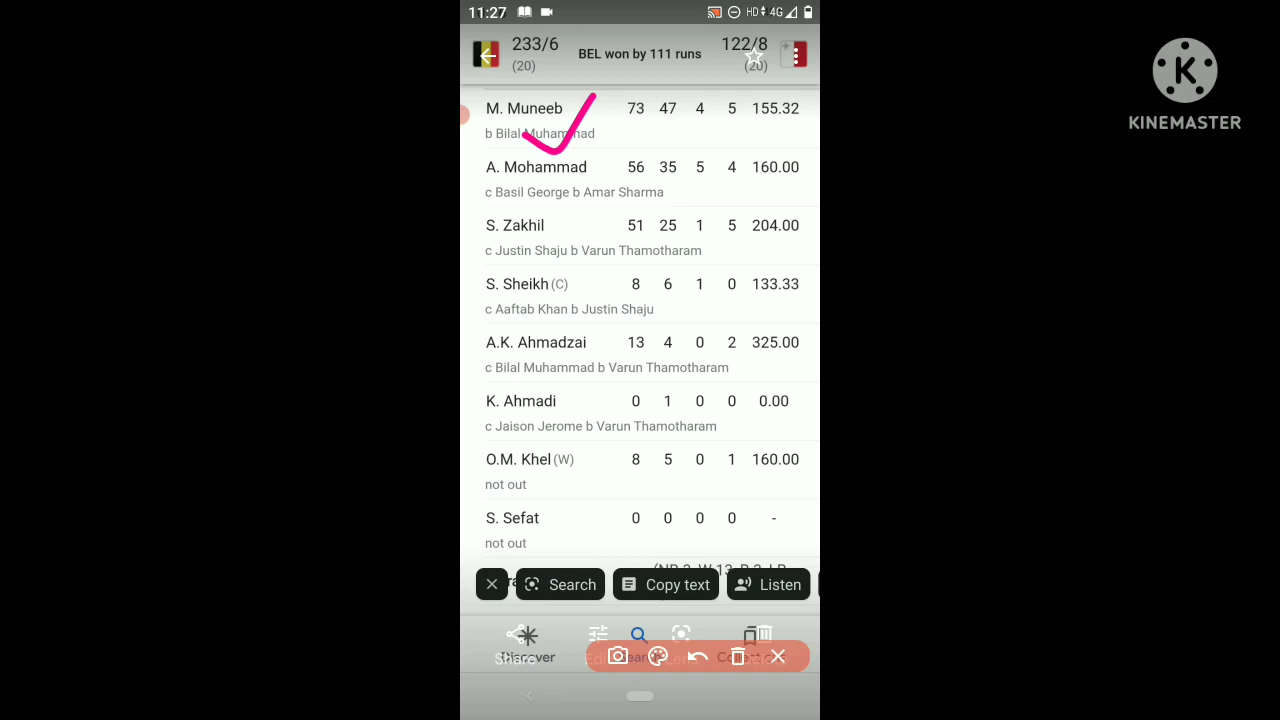 11:27 HD 4G
233/6 BEL won by 111 runs 122/8
(20) (20)
M. Muneeb 73 47 4 5 155.32
b Bilal Muhammad
A. Mohammad 56 35 5 4 160.00
c Basil George b Amar Sharma
S. Zakhil 51 25 1 5 204.00
c Justin Shaju b Varun Thamotharam
S. Sheikh (C) 8 6 1 0 133.33
c Aaftab Khan b Justin Shaju
A.K. Ahmadzai 13 4 0 2 325.00
c Bilal Muhammad b Varun Thamotharam
K. Ahmadi 0 1 0 0 0.00
c Jaison Jerome b Varun Thamotharam
O.M. Khel (W) 8 5 0 1 160.00
not out
S. Sefat 0 0 0 0 -
not out
Search Copy text Listen
Share Discover
K
KINEMASTER